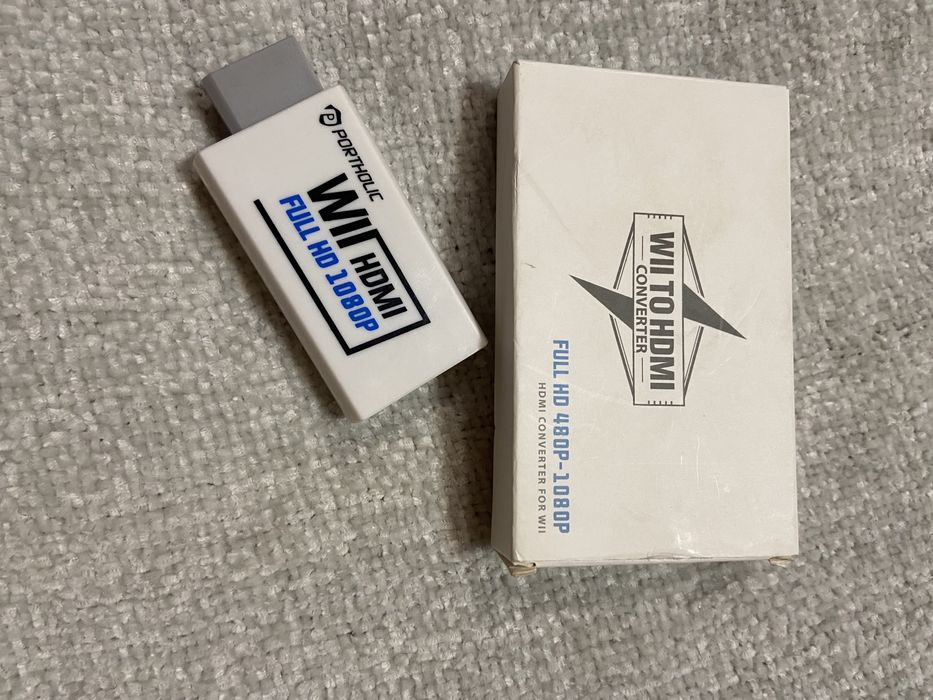 PORTHOLIC
WII HDMI
FULL HD 1080P
WII TO HDMI
CONVERTER
FULL HD 480P-1080P
HDMI CONVERTER FOR WII